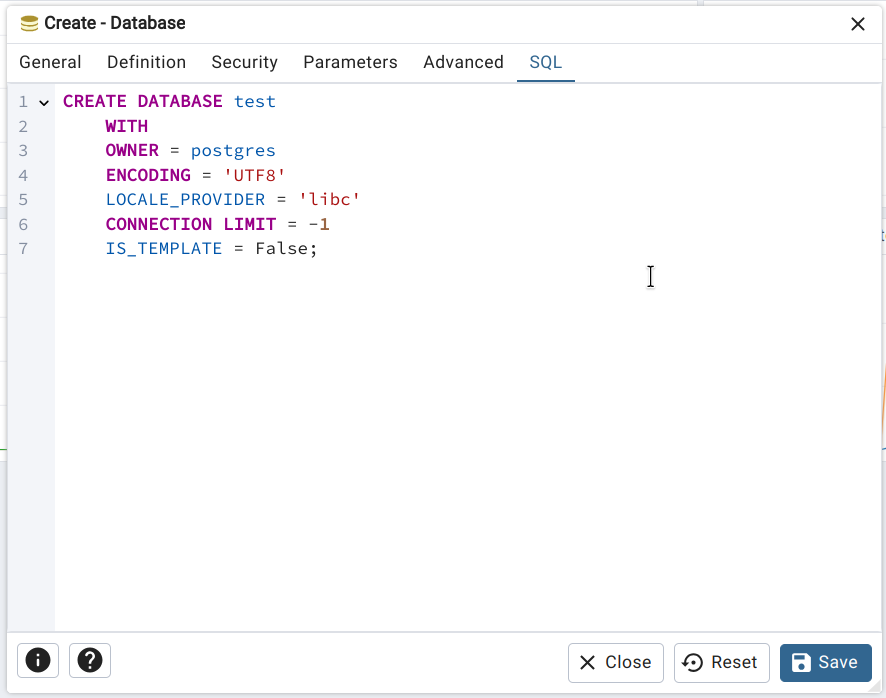 Create - Database
General Definition Security Parameters Advanced SQL
1 CREATE DATABASE test
2 WITH
3 OWNER = postgres
4 ENCODING = 'UTF8'
5 LOCALE_PROVIDER = 'libc'
6 CONNECTION LIMIT = -1
7 IS_TEMPLATE = False;
Close Reset Save